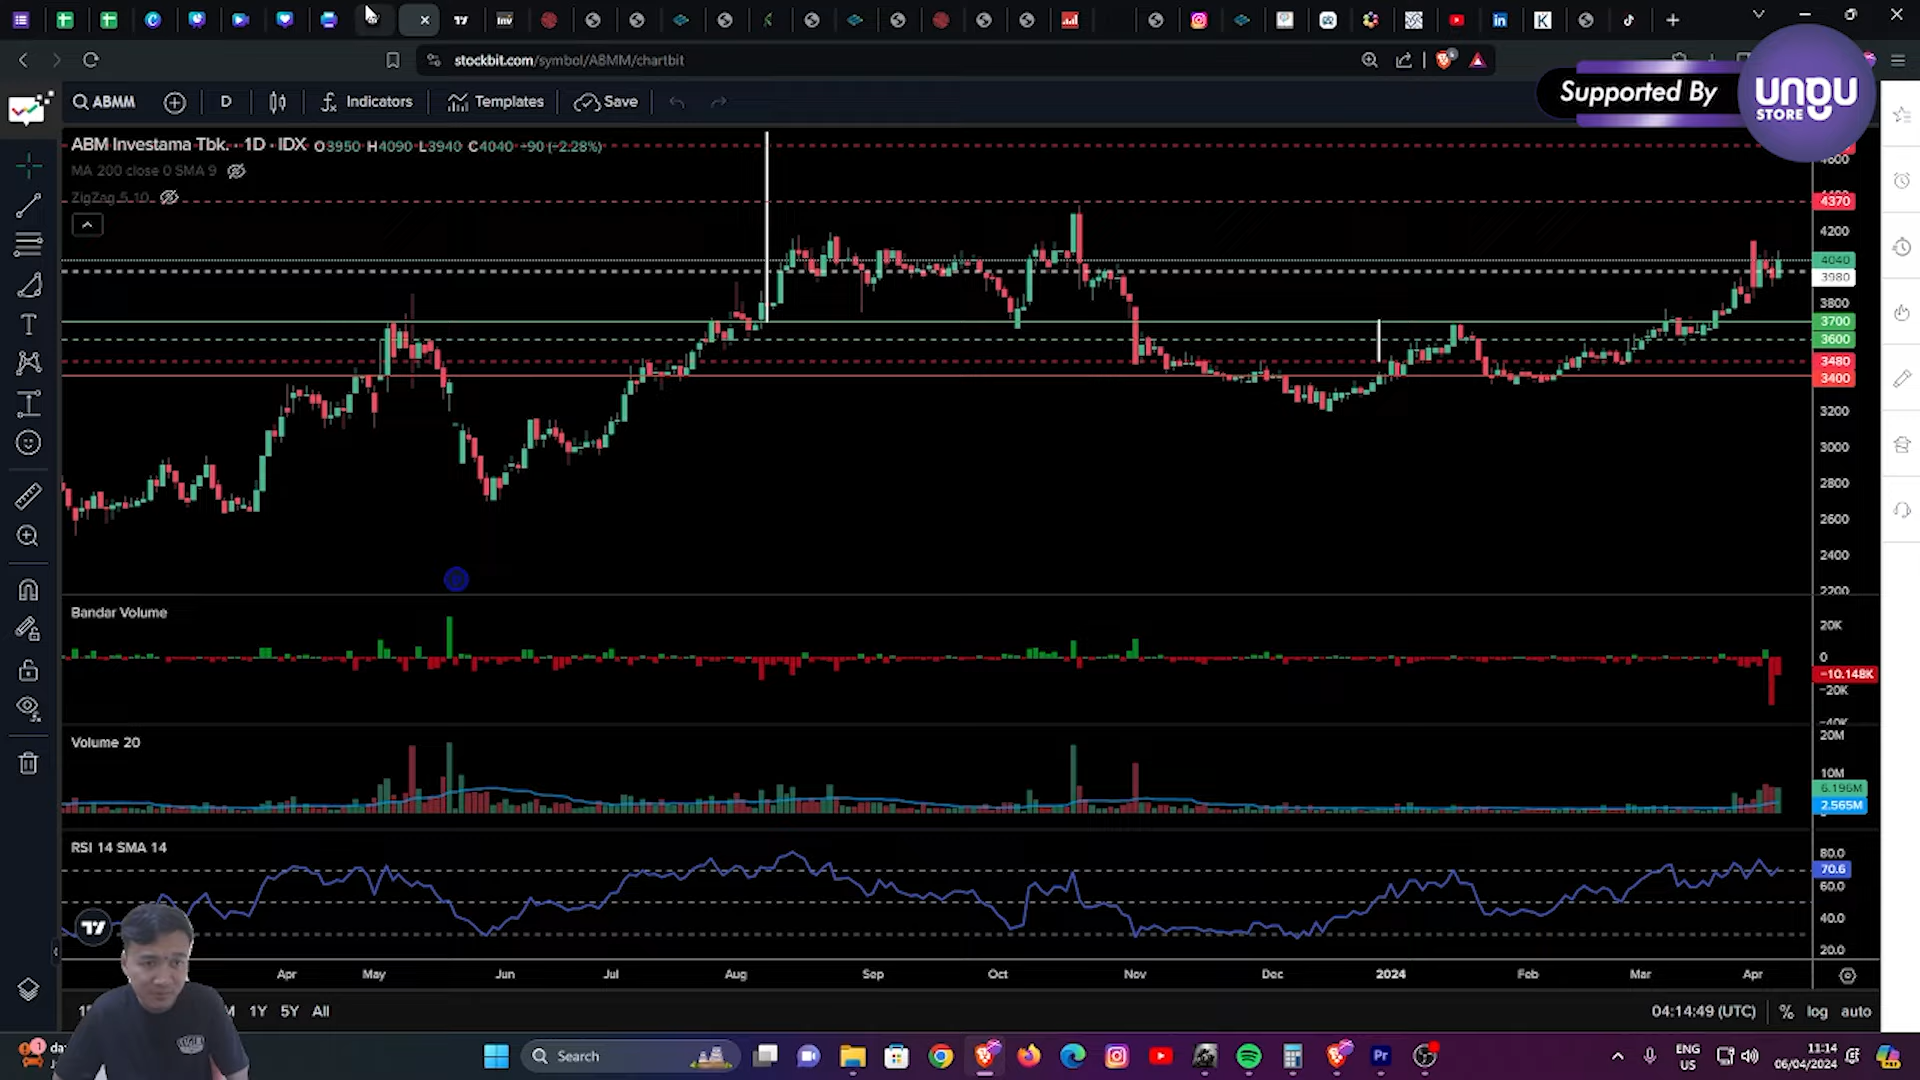 Inv
K
stockbit.com/symbol/ABMM/chartbit
Supported By
UNGU
STORE
ABMM
D
Indicators
Templates
Save
ABM Investama Tbk. · 1D · IDX O3950 H4090 L3940 C4040 −90 (−2.28%)
MA 200 close 0 SMA 9
ZigZag 5 10
4600
4370
4200
4040
3980
3800
3700
3600
3480
3400
3200
3000
2800
2600
2400
2200
Bandar Volume
20K
0
−10.148K
−20K
−40K
Volume 20
20M
10M
6.196M
2.565M
RSI 14 SMA 14
80.0
70.6
60.0
40.0
20.0
Apr May Jun Jul Aug Sep Oct Nov Dec 2024 Feb Mar Apr
1Y 5Y All
04:14:49 (UTC) % log auto
Search
Pr
ENG
US
11:14
06/04/2024